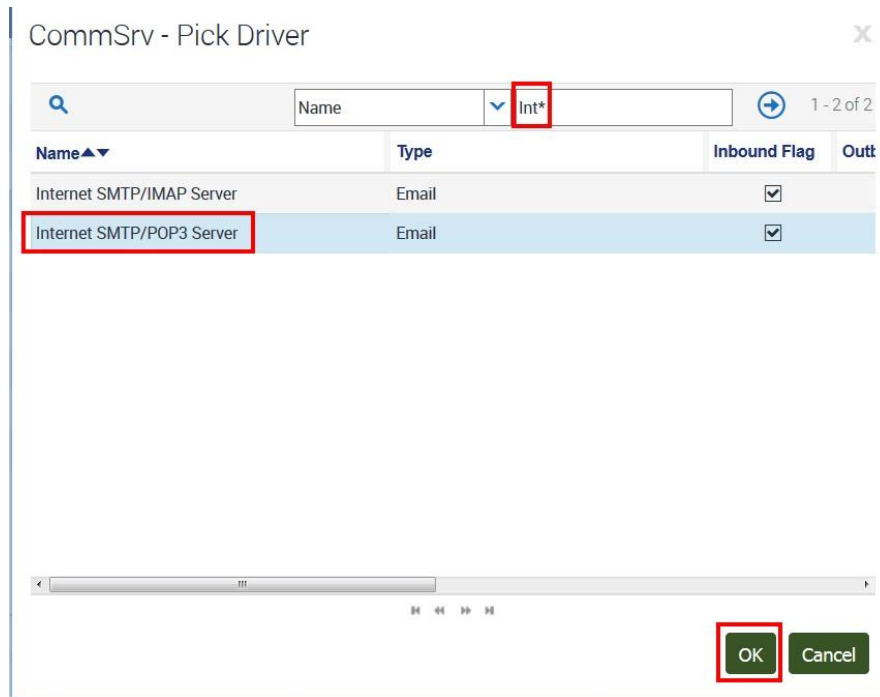 CommSrv - Pick Driver X
Name Int* 1 - 2 of 2
Name Type Inbound Flag Outb
Internet SMTP/IMAP Server Email
Internet SMTP/POP3 Server Email
OK Cancel